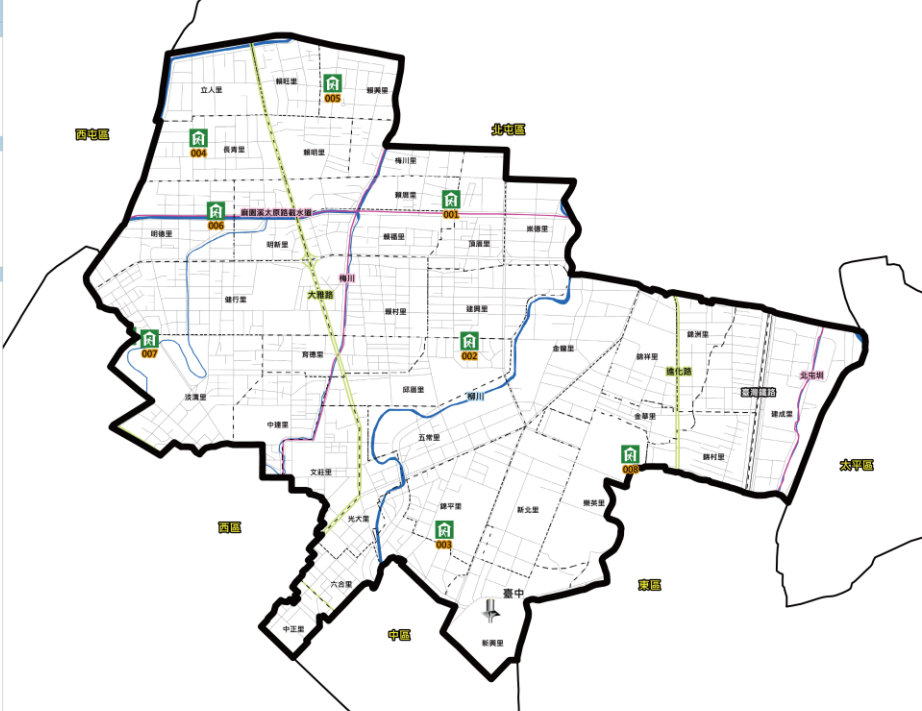 立人里
賴旺里
005
賴興里
西屯區
北屯區
004
長青里
賴明里
梅川里
賴厝里
001
006
麻園溪太原路截水道
明德里
明新里
賴福里
頂厝里
崇德里
梅川
大雅路
健行里
賴村里
建興里
007
育德里
002
金龍里
錦洲里
錦祥里
進化路
北屯圳
臺灣鐵路
淡溝里
邱厝里
柳川
中達里
五常里
金華里
建成里
文莊里
008
錦村里
太平區
西區
光大里
錦平里
新北里
樂英里
003
六合里
東區
臺中
中正里
中區
新興里